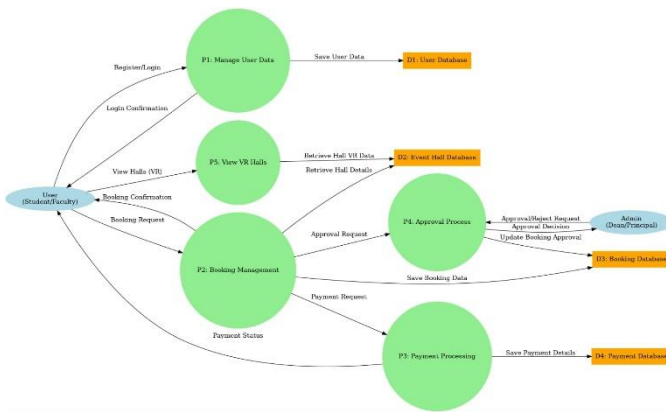 P1: Manage User Data
Save User Data
D1: User Database
Register/Login
Login Confirmation
P5: View VR Halls
Retrieve Hall VR Data
D2: Event Hall Database
Retrieve Hall Details
View Halls (VR)
User
(Student/Faculty)
Booking Confirmation
Booking Request
P4: Approval Process
Approval/Reject Request
Approval Decision
Update Booking Approval
Admin
(Dean/Principal)
Approval Request
D3: Booking Database
P2: Booking Management
Save Booking Data
Payment Request
Payment Status
P3: Payment Processing
Save Payment Details
D4: Payment Database